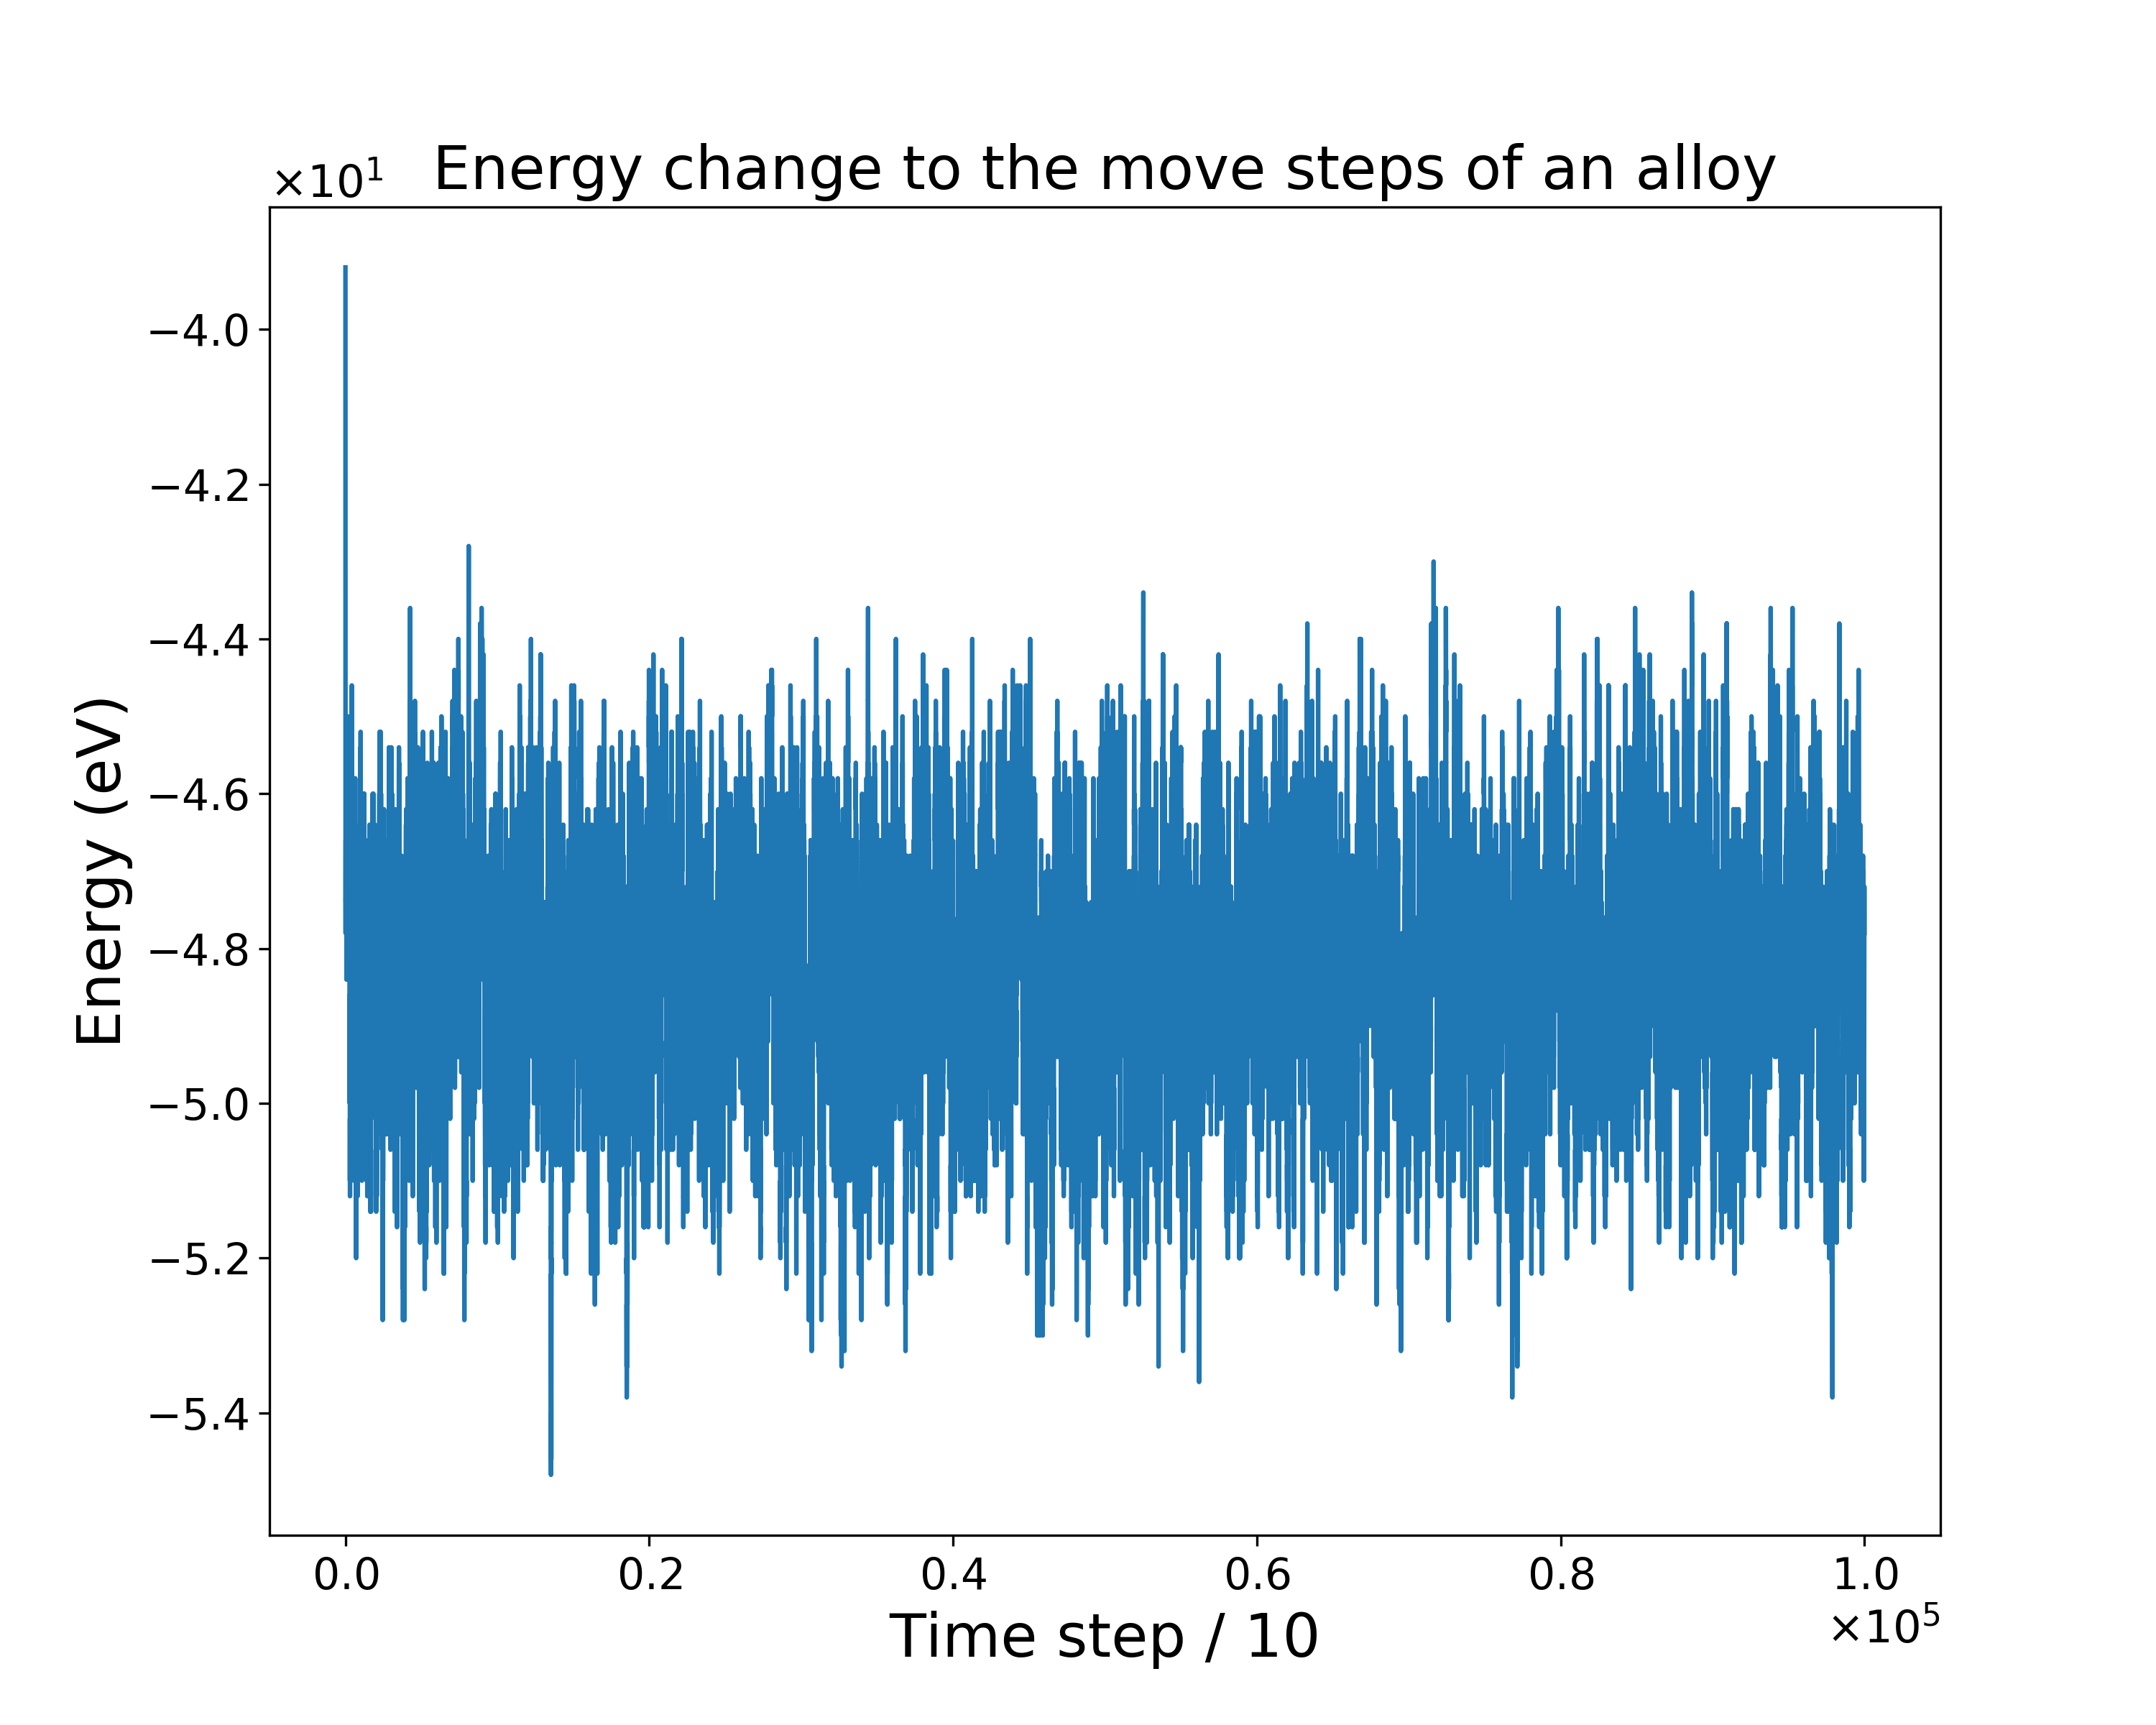 ×10¹
Energy change to the move steps of an alloy
Energy (eV)
−4.0
−4.2
−4.4
−4.6
−4.8
−5.0
−5.2
−5.4
0.0 0.2 0.4 0.6 0.8 1.0
Time step / 10
×10⁵